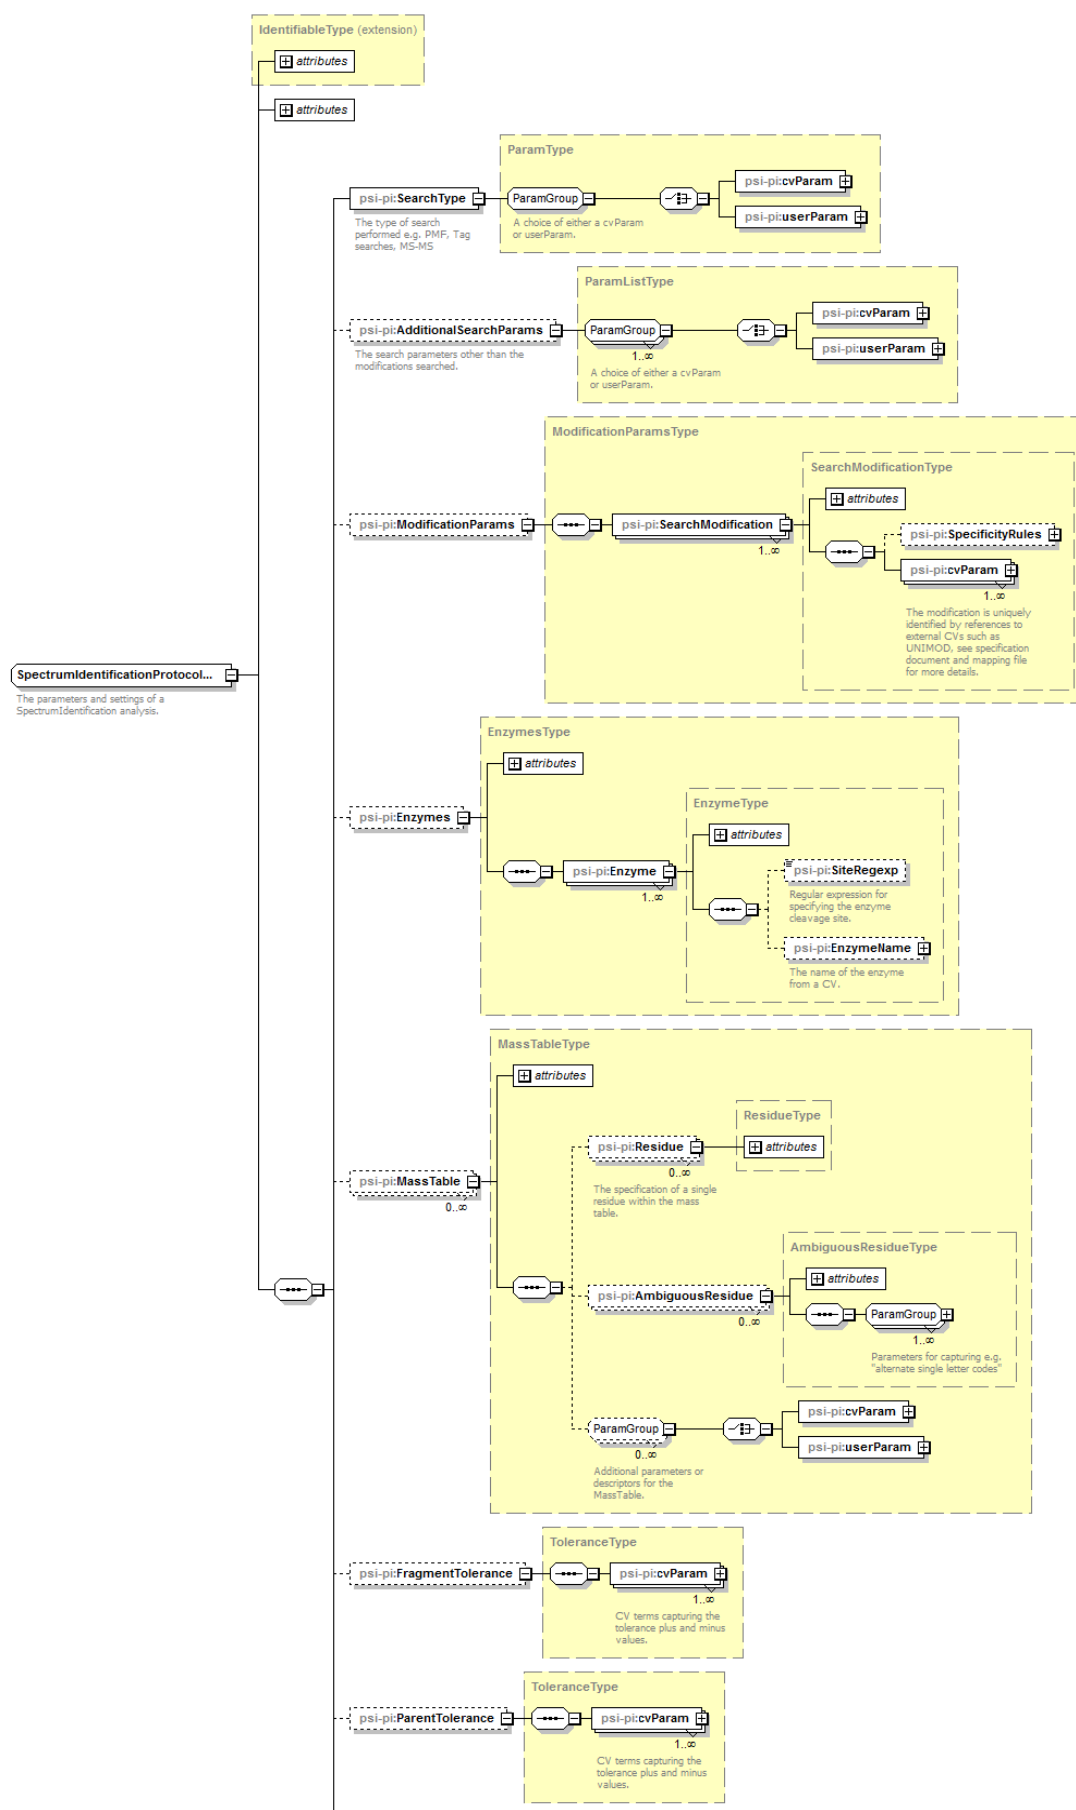 IdentifiableType (extension)
attributes
attributes
ParamType
psi-pi:SearchType
ParamGroup
psi-pi:cvParam
psi-pi:userParam
The type of search
performed e.g. PMF, Tag
searches, MS-MS
A choice of either a cvParam
or userParam.
ParamListType
psi-pi:AdditionalSearchParams
ParamGroup
1..∞
psi-pi:cvParam
psi-pi:userParam
The search parameters other than the
modifications searched.
A choice of either a cvParam
or userParam.
ModificationParamsType
SearchModificationType
attributes
psi-pi:ModificationParams
psi-pi:SearchModification
1..∞
psi-pi:SpecificityRules
psi-pi:cvParam
1..∞
The modification is uniquely
identified by references to
external CVs such as
UNIMOD, see specification
document and mapping file
for more details.
SpectrumIdentificationProtocol...
The parameters and settings of a
SpectrumIdentification analysis.
EnzymesType
attributes
EnzymeType
attributes
psi-pi:Enzymes
psi-pi:Enzyme
1..∞
psi-pi:SiteRegexp
Regular expression for
specifying the enzyme
cleavage site.
psi-pi:EnzymeName
The name of the enzyme
from a CV.
MassTableType
attributes
ResidueType
psi-pi:Residue
0..∞
attributes
The specification of a single
residue within the mass
table.
psi-pi:MassTable
0..∞
AmbiguousResidueType
attributes
psi-pi:AmbiguousResidue
0..∞
ParamGroup
1..∞
Parameters for capturing e.g.
"alternate single letter codes"
ParamGroup
0..∞
psi-pi:cvParam
psi-pi:userParam
Additional parameters or
descriptors for the
MassTable.
ToleranceType
psi-pi:FragmentTolerance
psi-pi:cvParam
1..∞
CV terms capturing the
tolerance plus and minus
values.
ToleranceType
psi-pi:ParentTolerance
psi-pi:cvParam
1..∞
CV terms capturing the
tolerance plus and minus
values.